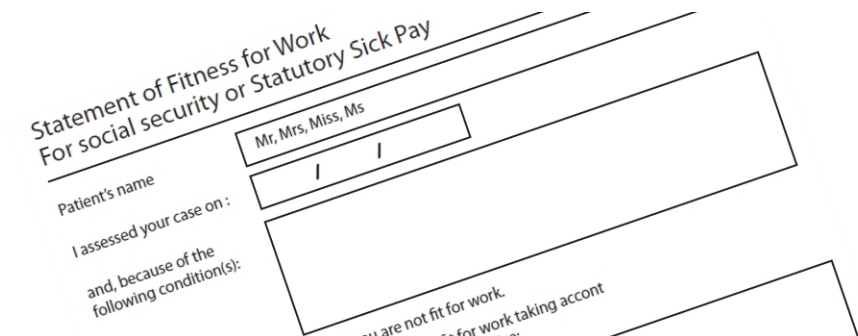 Statement of Fitness for Work
For social security or Statutory Sick Pay
Patient's name
Mr, Mrs, Miss, Ms
I assessed your case on :
/ /
and, because of the
following condition(s):
are not fit for work.
for work taking accont